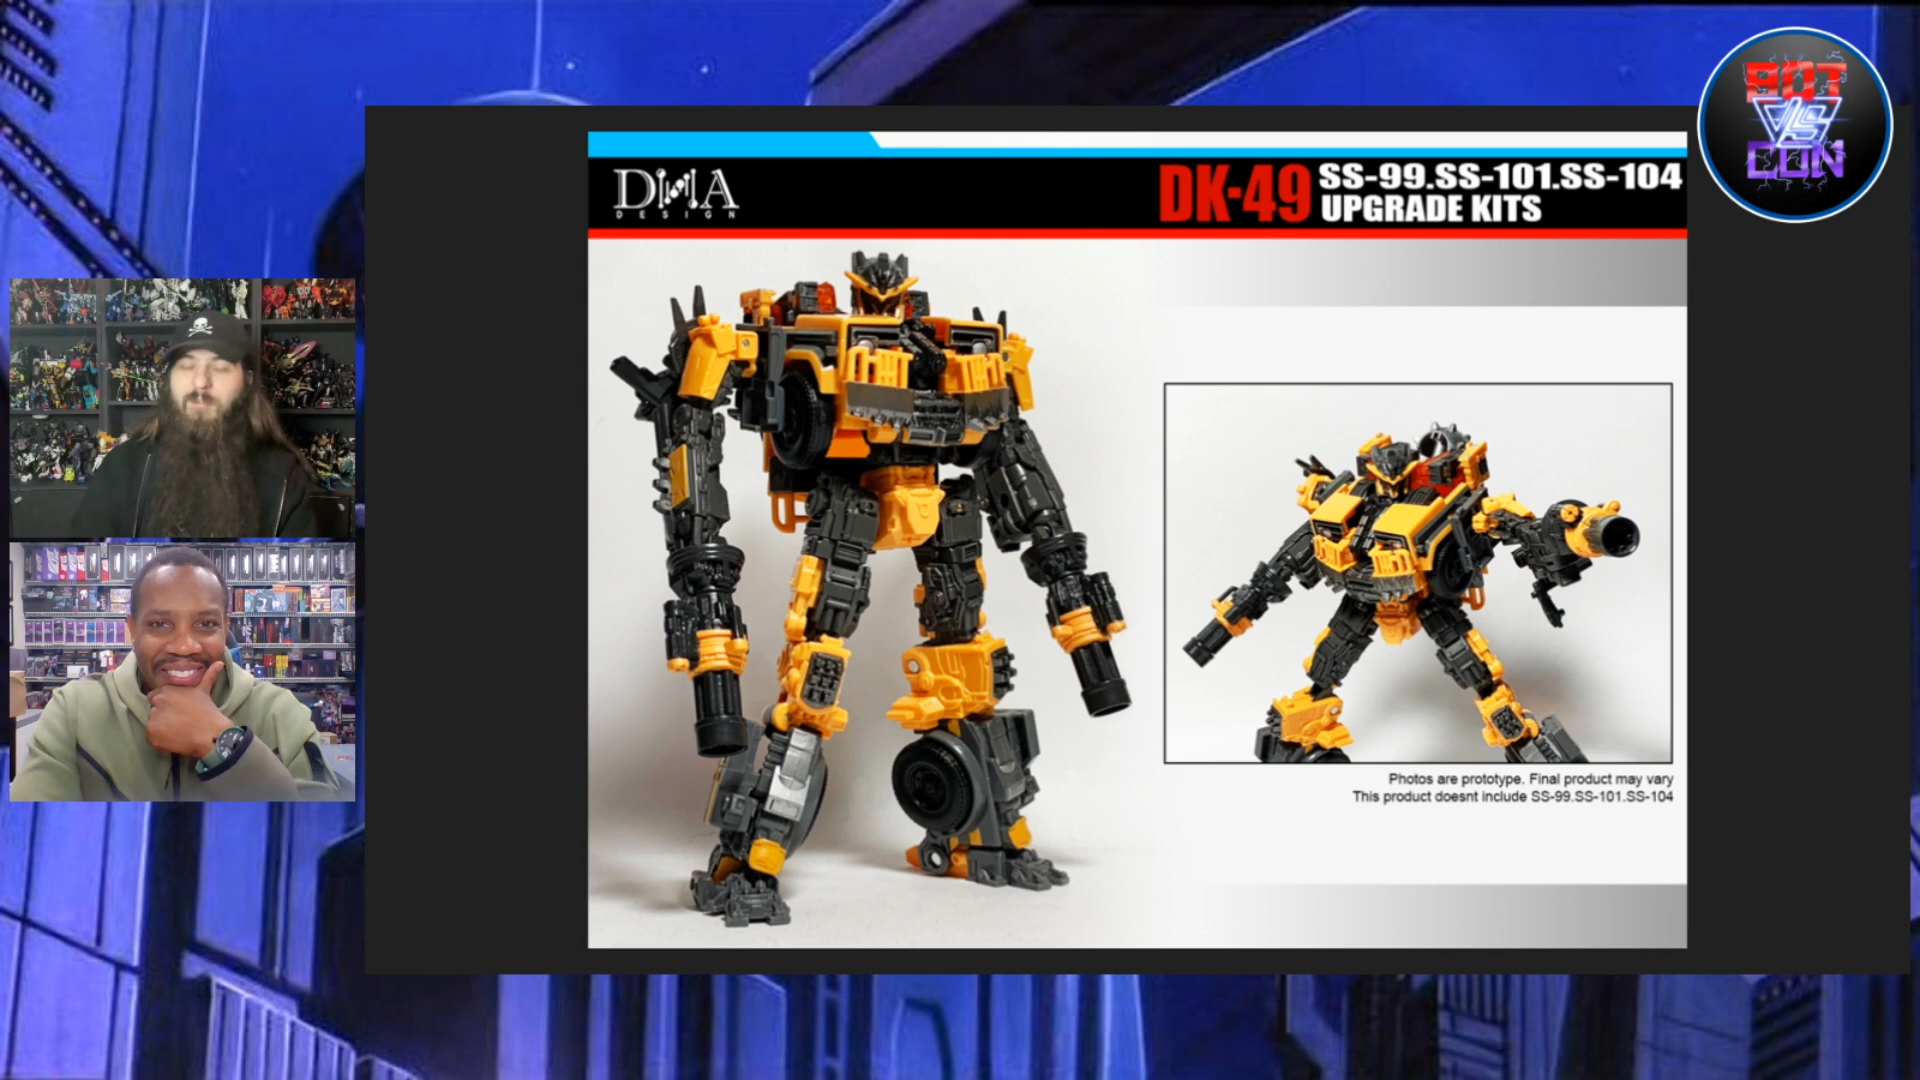 BOT
VS
CON
DNA
DESIGN
DK-49
SS-99.SS-101.SS-104
UPGRADE KITS
Photos are prototype. Final product may vary
This product doesnt include SS-99.SS-101.SS-104